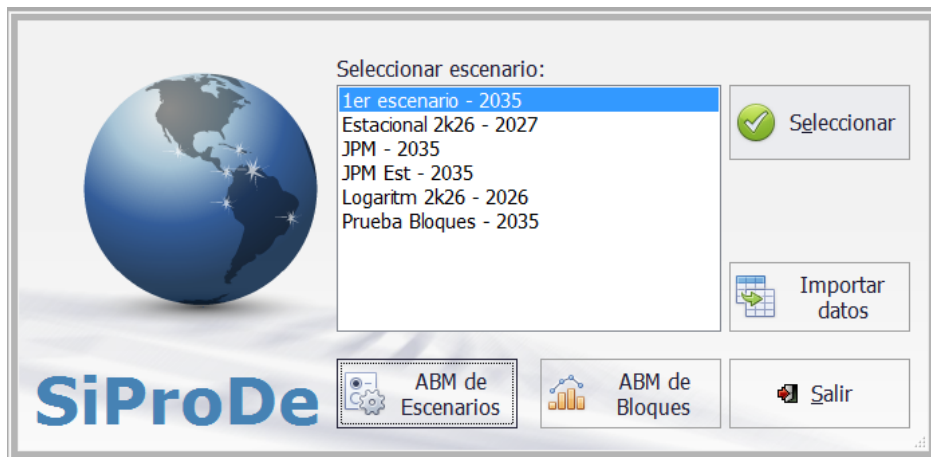 Seleccionar escenario:
1er escenario - 2035
Estacional 2k26 - 2027
JPM - 2035
JPM Est - 2035
Logaritm 2k26 - 2026
Prueba Bloques - 2035
Seleccionar
Importar
datos
SiProDe
ABM de
Escenarios
ABM de
Bloques
Salir